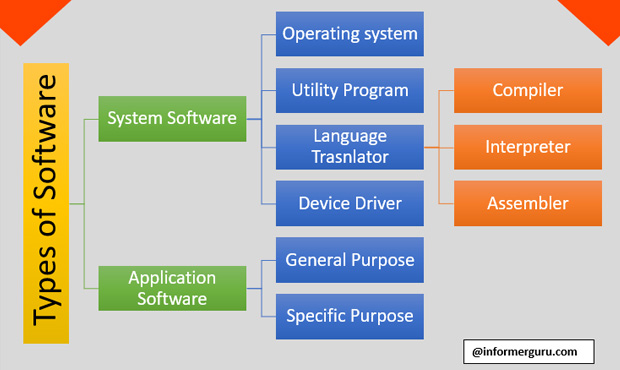 Types of Software
System Software
Operating system
Utility Program
Language
Trasnlator
Compiler
Interpreter
Assembler
Device Driver
Application
Software
General Purpose
Specific Purpose
@informerguru.com